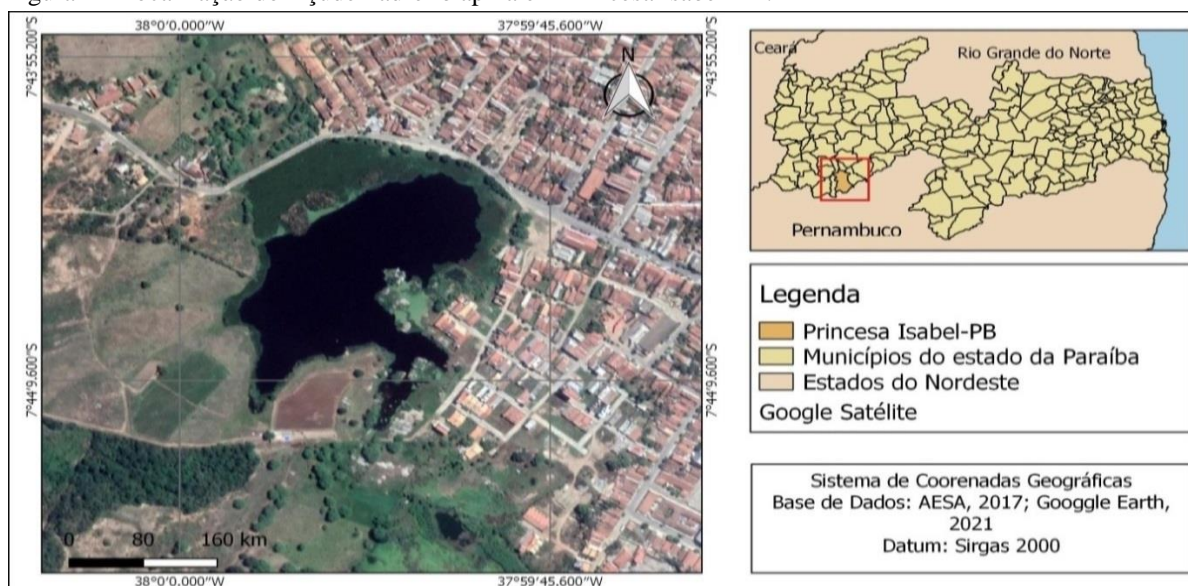 38°0'0.000"W 37°59'45.600"W
7°43'55.200"S
7°43'55.200"S
N
7°44'9.600"S
7°44'9.600"S
0 80 160 km
38°0'0.000"W 37°59'45.600"W
Ceará
Rio Grande do Norte
Pernambuco
Legenda
Princesa Isabel-PB
Municípios do estado da Paraíba
Estados do Nordeste
Google Satélite
Sistema de Coorenadas Geográficas
Base de Dados: AESA, 2017; Googgle Earth,
2021
Datum: Sirgas 2000